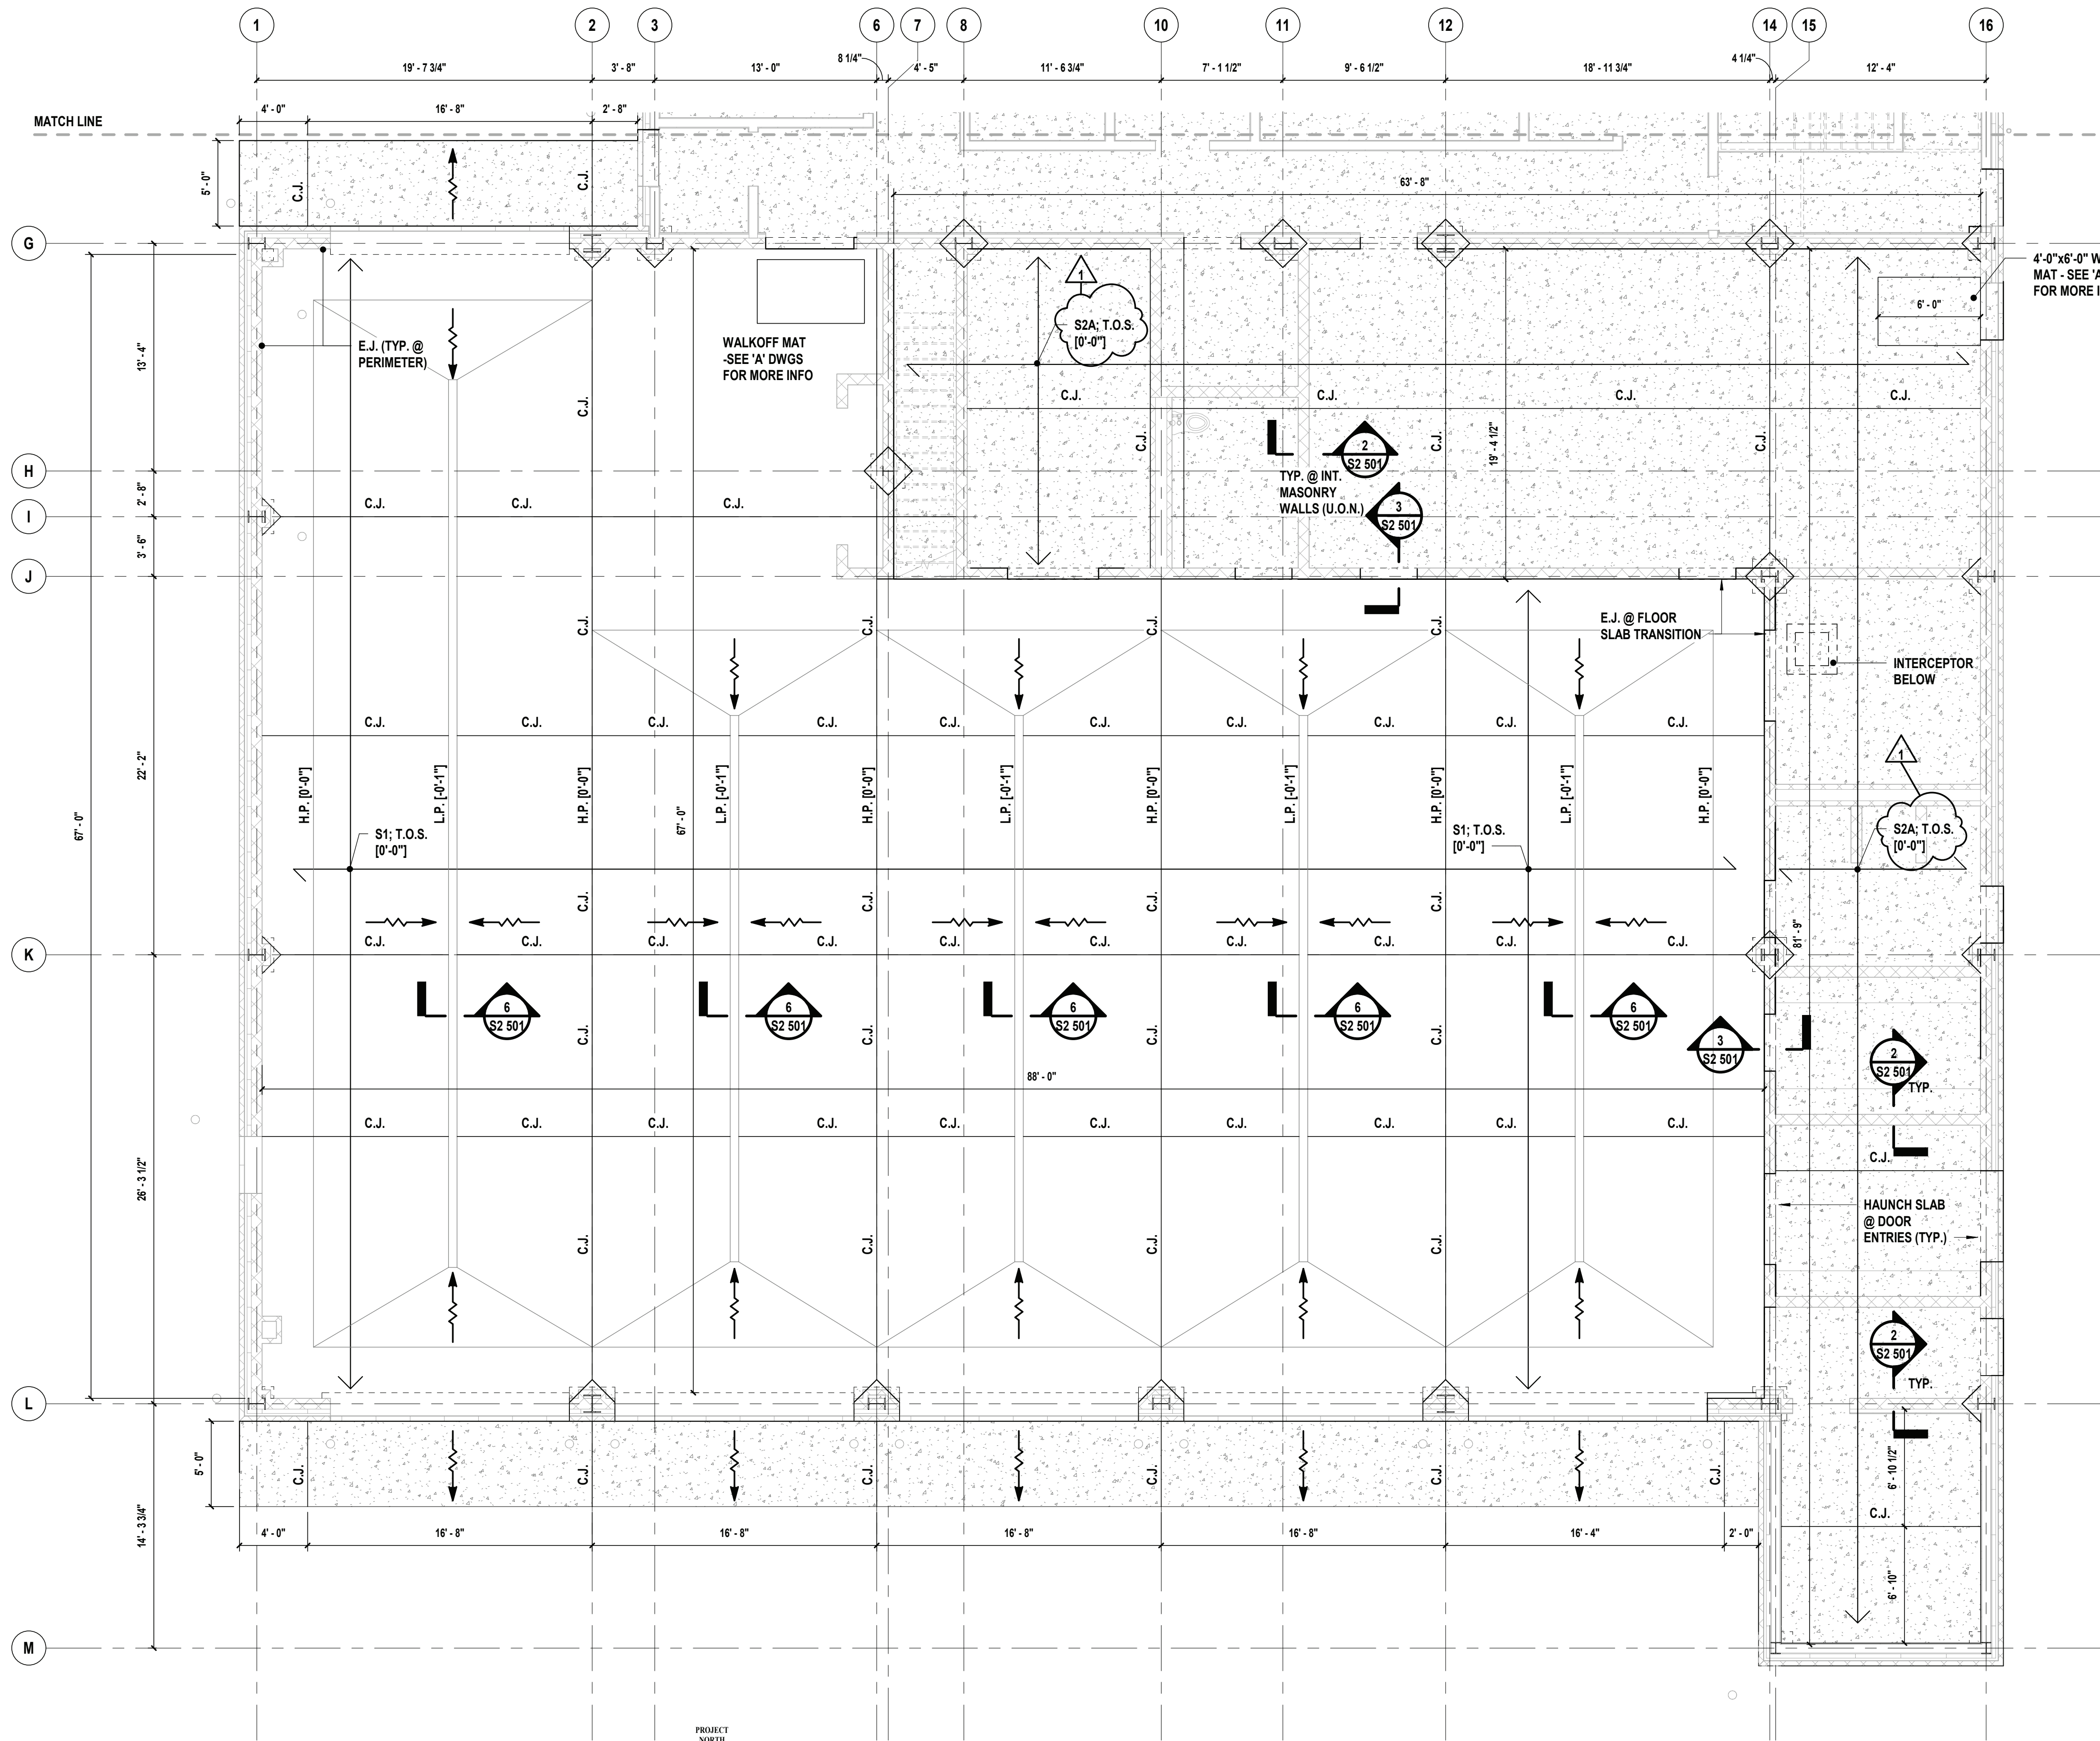 1 2 3 6 7 8 10 11 12 14 15 16
19' - 7 3/4" 3' - 8" 13' - 0" 8 1/4" 4' - 5" 11' - 6 3/4" 7' - 1 1/2" 9' - 6 1/2" 18' - 11 3/4" 4 1/4" 12' - 4"
4' - 0" 16' - 8" 2' - 8"
MATCH LINE
5' - 0"
C.J. C.J.
63' - 8"
G
4'-0"x6'-0" W
MAT - SEE 'A
FOR MORE I
6' - 0"
1
S2A; T.O.S.
[0'-0"]
E.J. (TYP. @
PERIMETER)
WALKOFF MAT
-SEE 'A' DWGS
FOR MORE INFO
13' - 4"
C.J. C.J. C.J. C.J.
C.J. C.J. C.J. C.J.
19' - 4 1/2"
2
S2 501
H
TYP. @ INT.
MASONRY
WALLS (U.O.N.)
3
S2 501
2' - 8"
C.J. C.J. C.J.
I
3' - 6"
J
E.J. @ FLOOR
SLAB TRANSITION
C.J. C.J. C.J. C.J.
INTERCEPTOR
BELOW
C.J. C.J. C.J. C.J. C.J. C.J. C.J. C.J. C.J. C.J.
22' - 2"
67' - 0"
H.P. [0'-0"] L.P. [-0'-1"] H.P. [0'-0"] L.P. [-0'-1"] H.P. [0'-0"] L.P. [-0'-1"] H.P. [0'-0"] L.P. [-0'-1"] H.P. [0'-0"] L.P. [-0'-1"] H.P. [0'-0"]
67' - 0"
1
S1; T.O.S.
[0'-0"]
S1; T.O.S.
[0'-0"]
S2A; T.O.S.
[0'-0"]
C.J. C.J. C.J. C.J.
C.J. C.J. C.J. C.J. C.J. C.J. C.J. C.J. C.J. C.J.
81' - 9"
K
6
S2 501
6
S2 501
6
S2 501
6
S2 501
6
S2 501
C.J. C.J. C.J. C.J.
3
S2 501
2
S2 501
TYP.
88' - 0"
C.J. C.J. C.J. C.J. C.J. C.J. C.J. C.J. C.J. C.J.
C.J.
26' - 3 1/2"
HAUNCH SLAB
@ DOOR
ENTRIES (TYP.)
C.J. C.J. C.J. C.J.
2
S2 501
TYP.
L
5' - 0"
C.J. C.J. C.J. C.J. C.J. C.J.
6' - 10 1/2"
C.J.
14' - 3 3/4"
4' - 0" 16' - 8" 16' - 8" 16' - 8" 16' - 8" 16' - 4" 2' - 0"
6' - 10"
M
PROJECT
NORTH